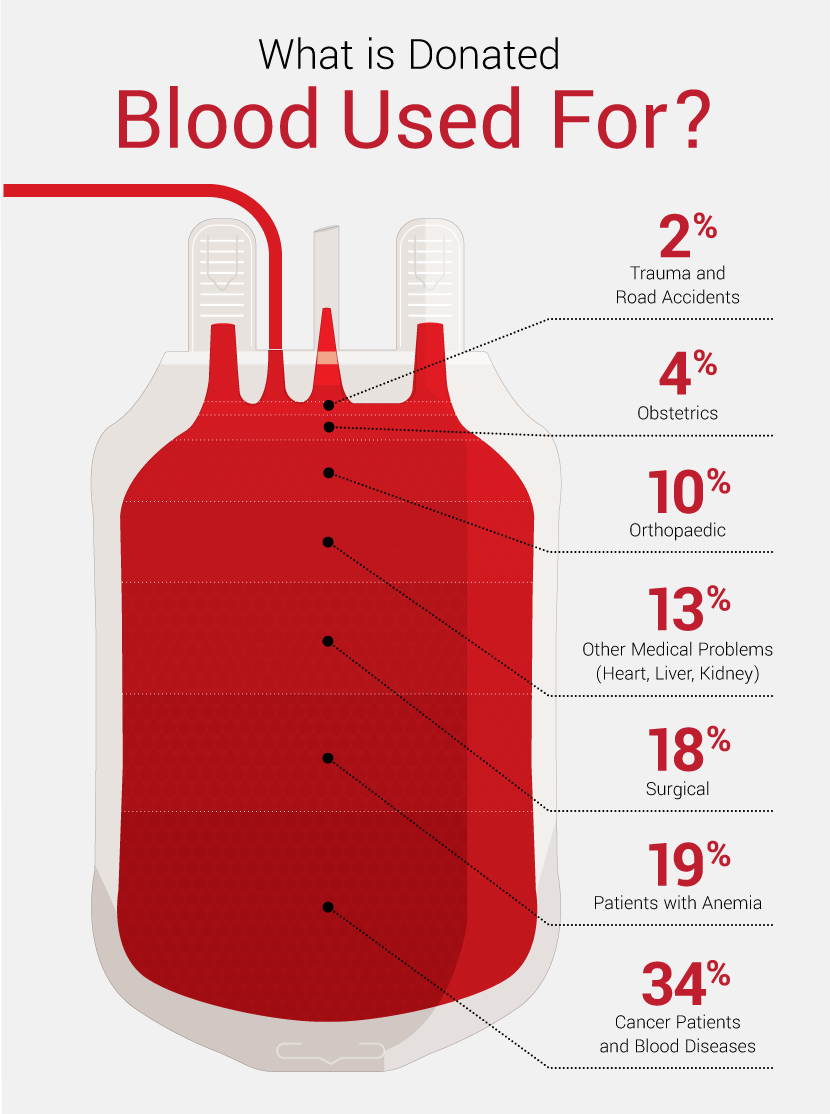 What is Donated
Blood Used For?
2%
Trauma and
Road Accidents
4%
Obstetrics
10%
Orthopaedic
13%
Other Medical Problems
(Heart, Liver, Kidney)
18%
Surgical
19%
Patients with Anemia
34%
Cancer Patients
and Blood Diseases